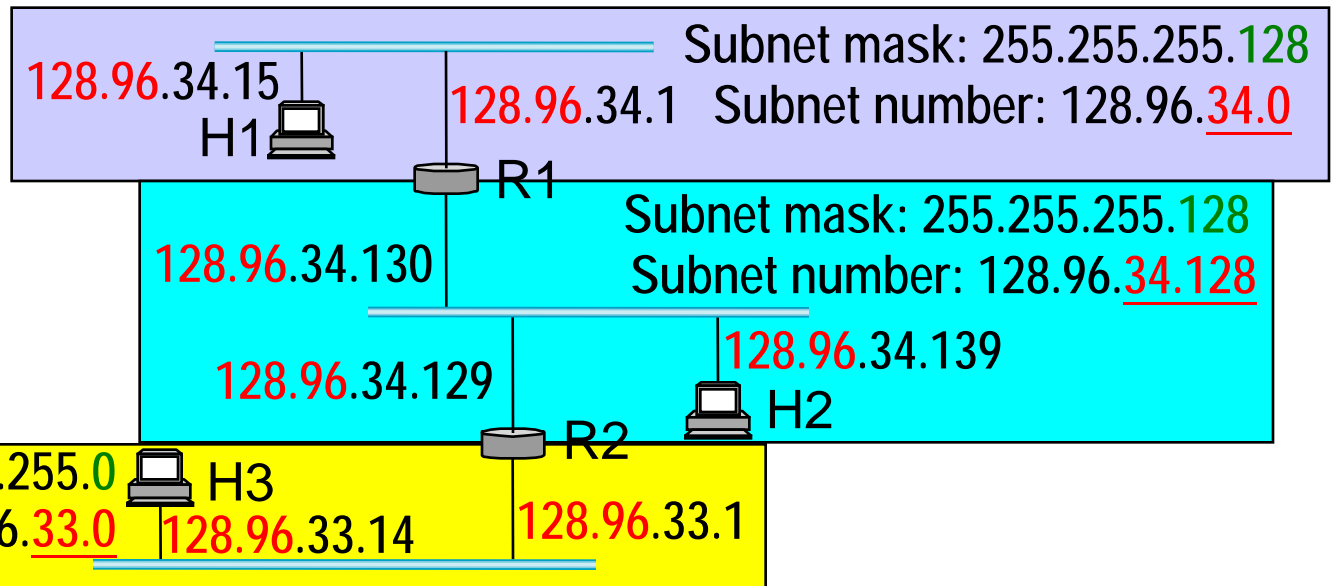 Subnet mask: 255.255.255.128
128.96.34.15
128.96.34.1 Subnet number: 128.96.34.0
H1
R1
Subnet mask: 255.255.255.128
128.96.34.130
Subnet number: 128.96.34.128
128.96.34.139
128.96.34.129
H2
R2
.255.0 H3
6.33.0 128.96.33.14 128.96.33.1